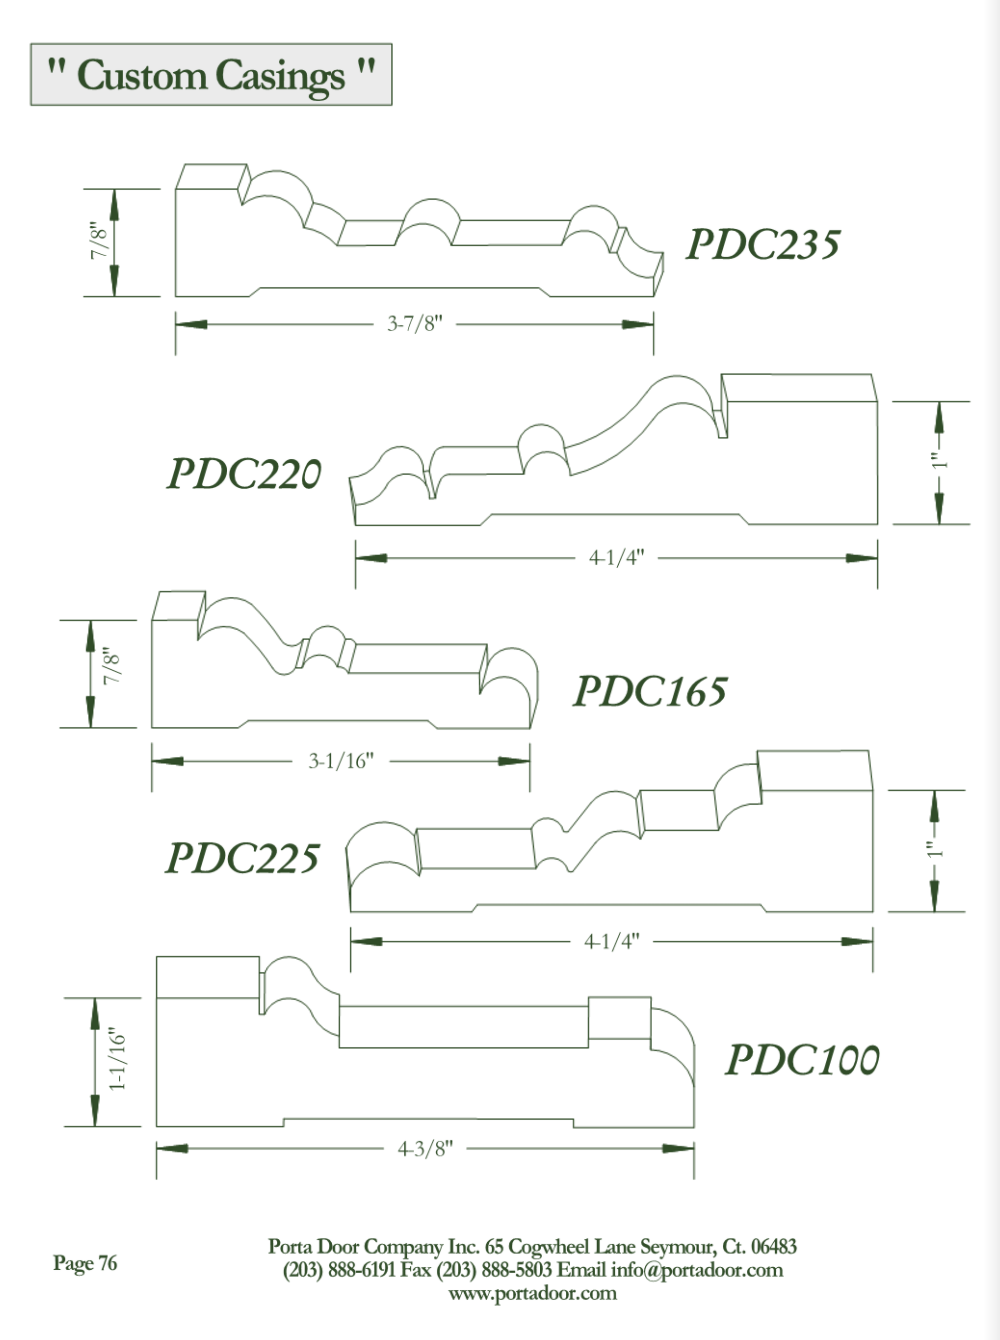 " Custom Casings "
7/8"
PDC235
3-7/8"
PDC220
1"
4-1/4"
7/8"
PDC165
3-1/16"
PDC225
1"
4-1/4"
1-1/16"
PDC100
4-3/8"
Porta Door Company Inc. 65 Cogwheel Lane Seymour, Ct. 06483
Page 76
(203) 888-6191 Fax (203) 888-5803 Email info@portadoor.com
www.portadoor.com